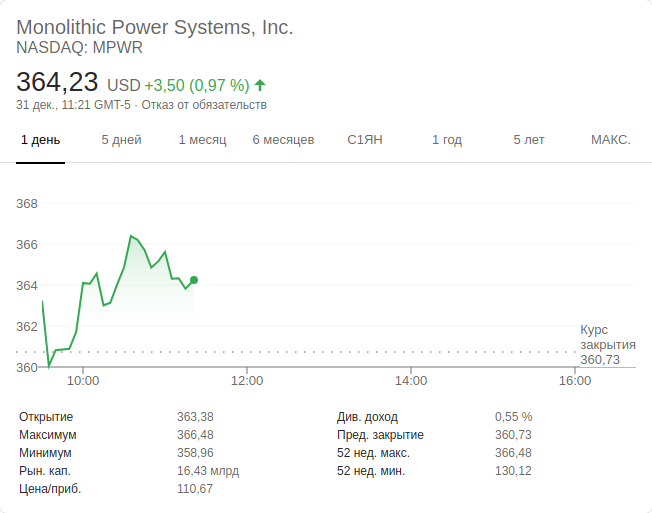 Monolithic Power Systems, Inc.
NASDAQ: MPWR
364,23 USD +3,50 (0,97 %)
31 дек., 11:21 GMT-5 · Отказ от обязательств
1 день 5 дней 1 месяц 6 месяцев С1ЯН 1 год 5 лет МАКС.
368
366
364
362
360
Курс
закрытия
360,73
10:00 12:00 14:00 16:00
Открытие 363,38 Див. доход 0,55 %
Максимум 366,48 Пред. закрытие 360,73
Минимум 358,96 52 нед. макс. 366,48
Рын. кап. 16,43 млрд 52 нед. мин. 130,12
Цена/приб. 110,67